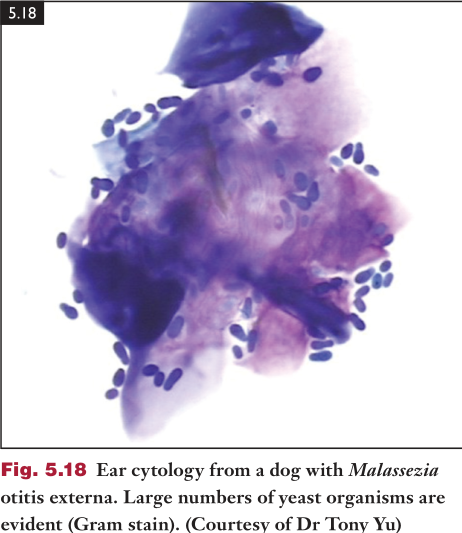 5.18
Fig. 5.18 Ear cytology from a dog with Malassezia
otitis externa. Large numbers of yeast organisms are
evident (Gram stain). (Courtesy of Dr Tony Yu)